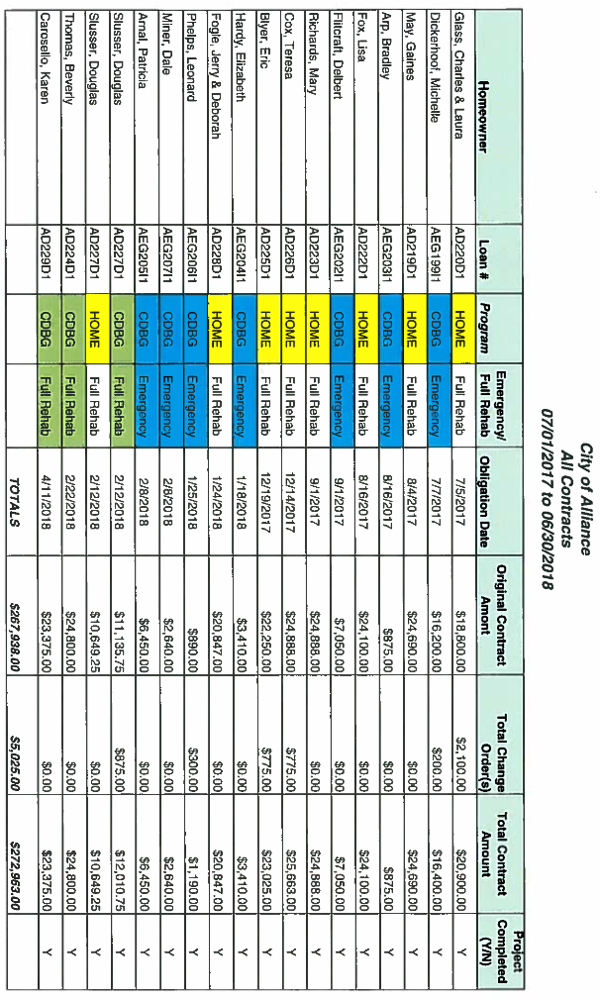 City of Alliance
All Contracts
07/01/2017 to 06/30/2018
Homeowner Loan # Program Emergency/ Full Rehab Obligation Date Original Contract Amont Total Change Order(s) Total Contract Amount Project Completed (Y/N)
Glass, Charles & Laura AD220D1 HOME Full Rehab 7/5/2017 $18,800.00 $2,100.00 $20,900.00 Y
Dickerhoof, Michelle AEG199I1 CDBG Emergency 7/7/2017 $16,200.00 $200.00 $16,400.00 Y
May, Gaines AD219D1 HOME Full Rehab 8/4/2017 $24,690.00 $0.00 $24,690.00 Y
Arp, Bradley AEG203I1 CDBG Emergency 8/16/2017 $875.00 $0.00 $875.00 Y
Fox, Lisa AD222D1 HOME Full Rehab 8/16/2017 $24,100.00 $0.00 $24,100.00 Y
Flitcraft, Delbert AEG202I1 CDBG Emergency 9/1/2017 $7,050.00 $0.00 $7,050.00 Y
Richards, Mary AD223D1 HOME Full Rehab 9/1/2017 $24,888.00 $0.00 $24,888.00 Y
Cox, Teresa AD226D1 HOME Full Rehab 12/14/2017 $24,888.00 $775.00 $25,663.00 Y
Blyer, Eric AD225D1 HOME Full Rehab 12/19/2017 $22,250.00 $775.00 $23,025.00 Y
Hardy, Elizabeth AEG204I1 CDBG Emergency 1/18/2018 $3,410.00 $0.00 $3,410.00 Y
Fogle, Jerry & Deborah AD228D1 HOME Full Rehab 1/24/2018 $20,847.00 $0.00 $20,847.00 Y
Phelps, Leonard AEG206I1 CDBG Emergency 1/25/2018 $890.00 $300.00 $1,190.00 Y
Miner, Dale AEG207I1 CDBG Emergency 2/8/2018 $2,640.00 $0.00 $2,640.00 Y
Arnal, Patricia AEG205I1 CDBG Emergency 2/8/2018 $6,450.00 $0.00 $6,450.00 Y
Slusser, Douglas AD227D1 CDBG Full Rehab 2/12/2018 $11,135.75 $875.00 $12,010.75 Y
Stusser, Douglas AD227D1 HOME Full Rehab 2/12/2018 $10,649.25 $0.00 $10,649.25 Y
Thomas, Beverly AD224D1 CDBG Full Rehab 2/22/2018 $24,800.00 $0.00 $24,800.00 Y
Carosello, Karen AD229D1 CDBG Full Rehab 4/11/2018 $23,375.00 $0.00 $23,375.00 Y
TOTALS $267,938.00 $5,025.00 $272,963.00